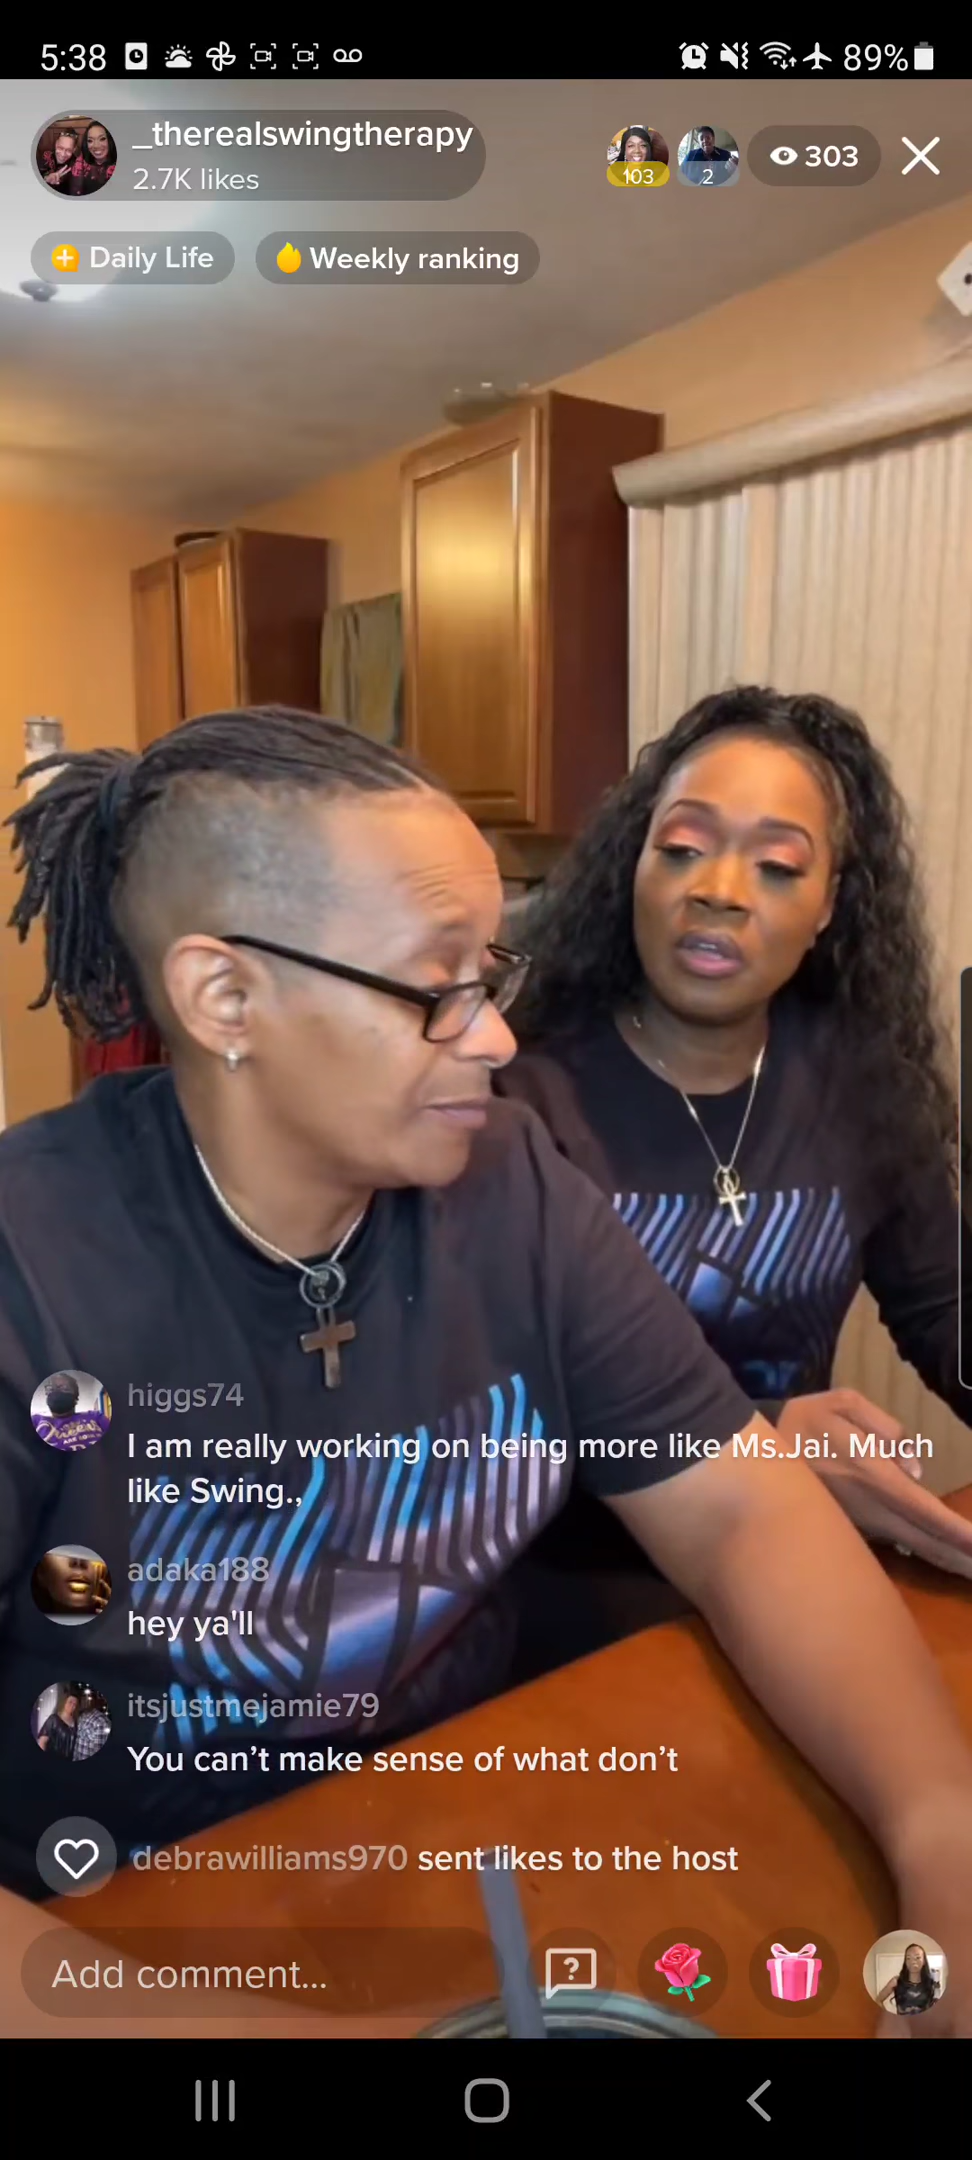 5:38
89%
_therealswingtherapy
2.7K likes
103
2
303
Daily Life
Weekly ranking
higgs74
I am really working on being more like Ms.Jai. Much
like Swing.,
adaka188
hey ya'll
itsjustmejamie79
You can’t make sense of what don’t
debrawilliams970 sent likes to the host
Add comment...